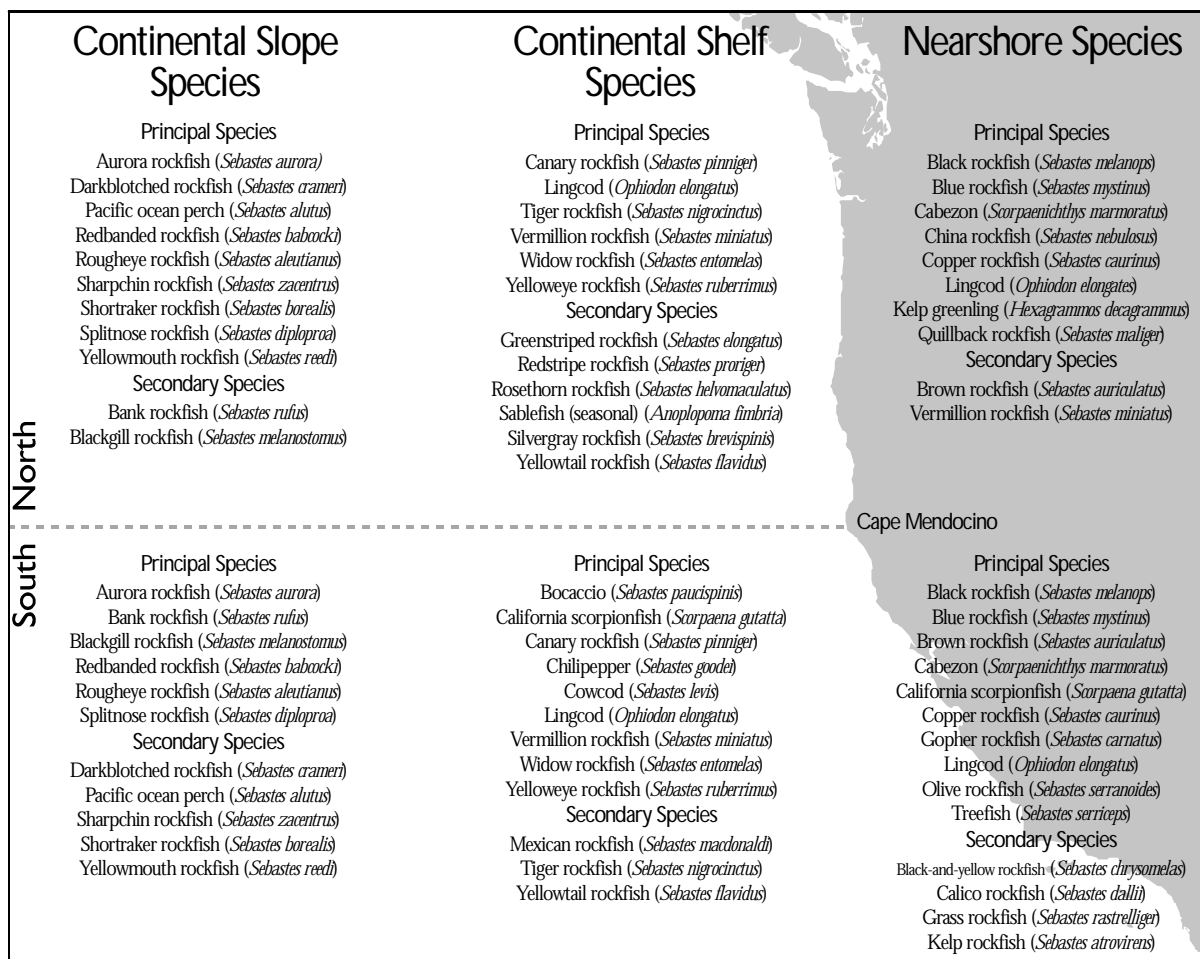 Continental Slope
Species
Principal Species
Aurora rockfish (Sebastes aurora)
Darkblotched rockfish (Sebastes crameri)
Pacific ocean perch (Sebastes alutus)
Redbanded rockfish (Sebastes babcocki)
Rougheye rockfish (Sebastes aleutianus)
Sharpchin rockfish (Sebastes zacentrus)
Shortraker rockfish (Sebastes borealis)
Splitnose rockfish (Sebastes diploproa)
Yellowmouth rockfish (Sebastes reedi)
Secondary Species
Bank rockfish (Sebastes rufus)
Blackgill rockfish (Sebastes melanostomus)
Continental Shelf
Species
Principal Species
Canary rockfish (Sebastes pinniger)
Lingcod (Ophiodon elongatus)
Tiger rockfish (Sebastes nigrocinctus)
Vermillion rockfish (Sebastes miniatus)
Widow rockfish (Sebastes entomelas)
Yelloweye rockfish (Sebastes ruberrimus)
Secondary Species
Greenstriped rockfish (Sebastes elongatus)
Redstripe rockfish (Sebastes proriger)
Rosethorn rockfish (Sebastes helvomaculatus)
Sablefish (seasonal) (Anoplopoma fimbria)
Silvergray rockfish (Sebastes brevispinis)
Yellowtail rockfish (Sebastes flavidus)
Nearshore Species
Principal Species
Black rockfish (Sebastes melanops)
Blue rockfish (Sebastes mystinus)
Cabezon (Scorpaenichthys marmoratus)
China rockfish (Sebastes nebulosus)
Copper rockfish (Sebastes caurinus)
Lingcod (Ophiodon elongates)
Kelp greenling (Hexagrammos decagrammus)
Quillback rockfish (Sebastes maliger)
Secondary Species
Brown rockfish (Sebastes auriculatus)
Vermillion rockfish (Sebastes miniatus)
North
Cape Mendocino
South
Principal Species
Aurora rockfish (Sebastes aurora)
Bank rockfish (Sebastes rufus)
Blackgill rockfish (Sebastes melanostomus)
Redbanded rockfish (Sebastes babcocki)
Rougheye rockfish (Sebastes aleutianus)
Splitnose rockfish (Sebastes diploproa)
Secondary Species
Darkblotched rockfish (Sebastes crameri)
Pacific ocean perch (Sebastes alutus)
Sharpchin rockfish (Sebastes zacentrus)
Shortraker rockfish (Sebastes borealis)
Yellowmouth rockfish (Sebastes reedi)
Principal Species
Bocaccio (Sebastes paucispinis)
California scorpionfish (Scorpaena gutatta)
Canary rockfish (Sebastes pinniger)
Chilipepper (Sebastes goodei)
Cowcod (Sebastes levis)
Lingcod (Ophiodon elongatus)
Vermillion rockfish (Sebastes miniatus)
Widow rockfish (Sebastes entomelas)
Yelloweye rockfish (Sebastes ruberrimus)
Secondary Species
Mexican rockfish (Sebastes macdonaldi)
Tiger rockfish (Sebastes nigrocinctus)
Yellowtail rockfish (Sebastes flavidus)
Principal Species
Black rockfish (Sebastes melanops)
Blue rockfish (Sebastes mystinus)
Brown rockfish (Sebastes auriculatus)
Cabezon (Scorpaenichthys marmoratus)
California scorpionfish (Scorpaena gutatta)
Copper rockfish (Sebastes caurinus)
Gopher rockfish (Sebastes carnatus)
Lingcod (Ophiodon elongatus)
Olive rockfish (Sebastes serranoides)
Treefish (Sebastes serriceps)
Secondary Species
Black-and-yellow rockfish (Sebastes chrysomelas)
Calico rockfish (Sebastes dallii)
Grass rockfish (Sebastes rastrelliger)
Kelp rockfish (Sebastes atrovirens)